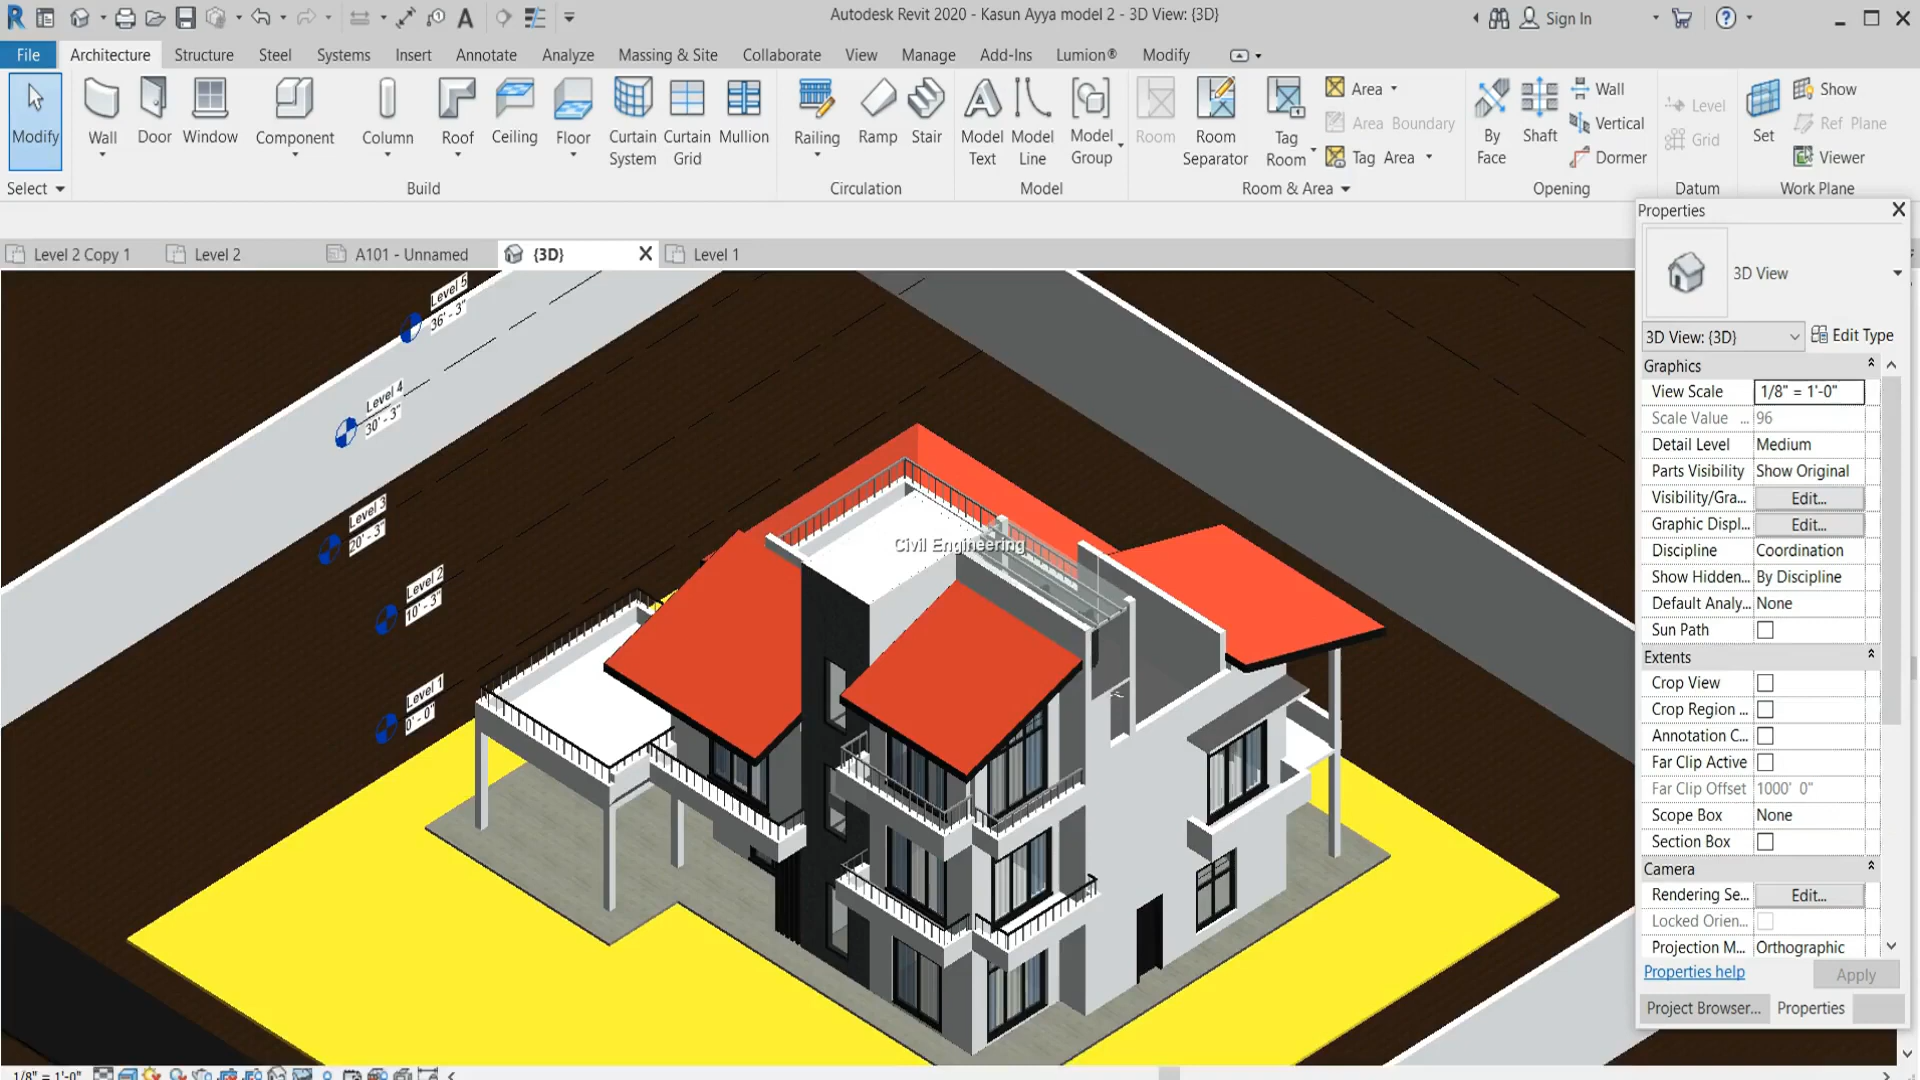 Autodesk Revit 2020 - Kasun Ayya model 2 - 3D View: {3D}
Sign In
File Architecture Structure Steel Systems Insert Annotate Analyze Massing & Site Collaborate View Manage Add-Ins Lumion® Modify
Modify
Wall
Door
Window
Component
Column
Roof
Ceiling
Floor
Curtain
System
Curtain
Grid
Mullion
Railing
Ramp
Stair
Model
Text
Model
Line
Model
Group
Room
Room
Separator
Tag
Room
Area
Area Boundary
Tag Area
By
Face
Shaft
Wall
Vertical
Dormer
Level
Grid
Set
Show
Ref Plane
Viewer
Select
Build
Circulation
Model
Room & Area
Opening
Datum
Work Plane
Level 2 Copy 1
Level 2
A101 - Unnamed
{3D}
Level 1
Level 5
36' - 3"
Level 4
30' - 3"
Level 3
20' - 3"
Level 2
10' - 3"
Level 1
0' - 0"
Civil Engineering
Properties
3D View
3D View: {3D}
Edit Type
Graphics
View Scale 1/8" = 1'-0"
Scale Value ... 96
Detail Level Medium
Parts Visibility Show Original
Visibility/Gra... Edit...
Graphic Displ... Edit...
Discipline Coordination
Show Hidden... By Discipline
Default Analy... None
Sun Path
Extents
Crop View
Crop Region ...
Annotation C...
Far Clip Active
Far Clip Offset 1000' 0"
Scope Box None
Section Box
Camera
Rendering Se... Edit...
Locked Orien...
Projection M... Orthographic
Properties help
Apply
Project Browser...
Properties
1/8" = 1'-0"